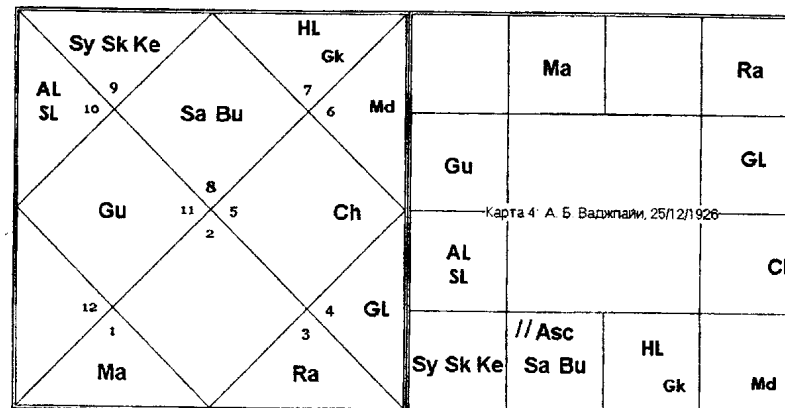 Sy Sk Ke
HL
Gk
AL
SL
9
10
Sa Bu
7
6
Md
Gu
8
11
5
2
Ch
12
1
4
3
GL
Ma
Ra
Ma
Ra
Gu
GL
Карта 4: А. Б. Ваджпайи, 25/12/1926
AL
SL
Sy Sk Ke
//Asc
Sa Bu
HL
Gk
Md